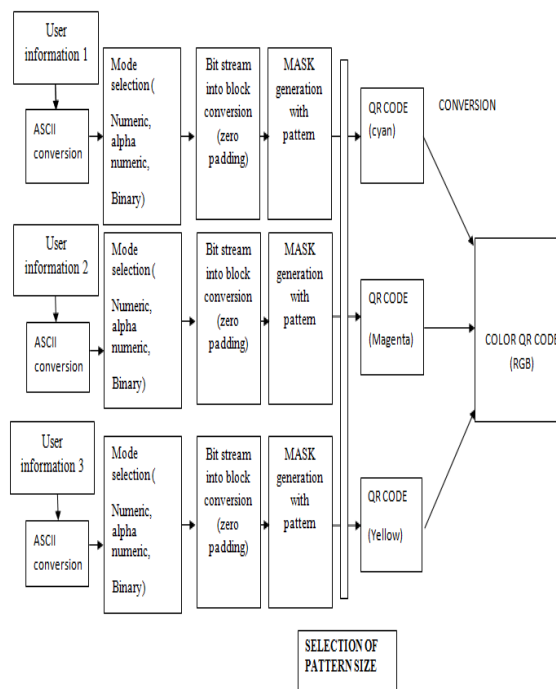 User
information 1
ASCII
conversion
Mode
selection (
Numeric,
alpha
numeric,
Binary)
Bit stream
into block
conversion
(zero
padding)
MASK
generation
with
pattern
QR CODE
(cyan)
CONVERSION
User
information 2
ASCII
conversion
Mode
selection (
Numeric,
alpha
numeric,
Binary)
Bit stream
into block
conversion
(zero
padding)
MASK
generation
with
pattern
QR CODE
(Magenta)
COLOR QR CODE
(RGB)
User
information 3
ASCII
conversion
Mode
selection (
Numeric,
alpha
numeric,
Binary)
Bit stream
into block
conversion
(zero
padding)
MASK
generation
with
pattern
QR CODE
(Yellow)
SELECTION OF
PATTERN SIZE